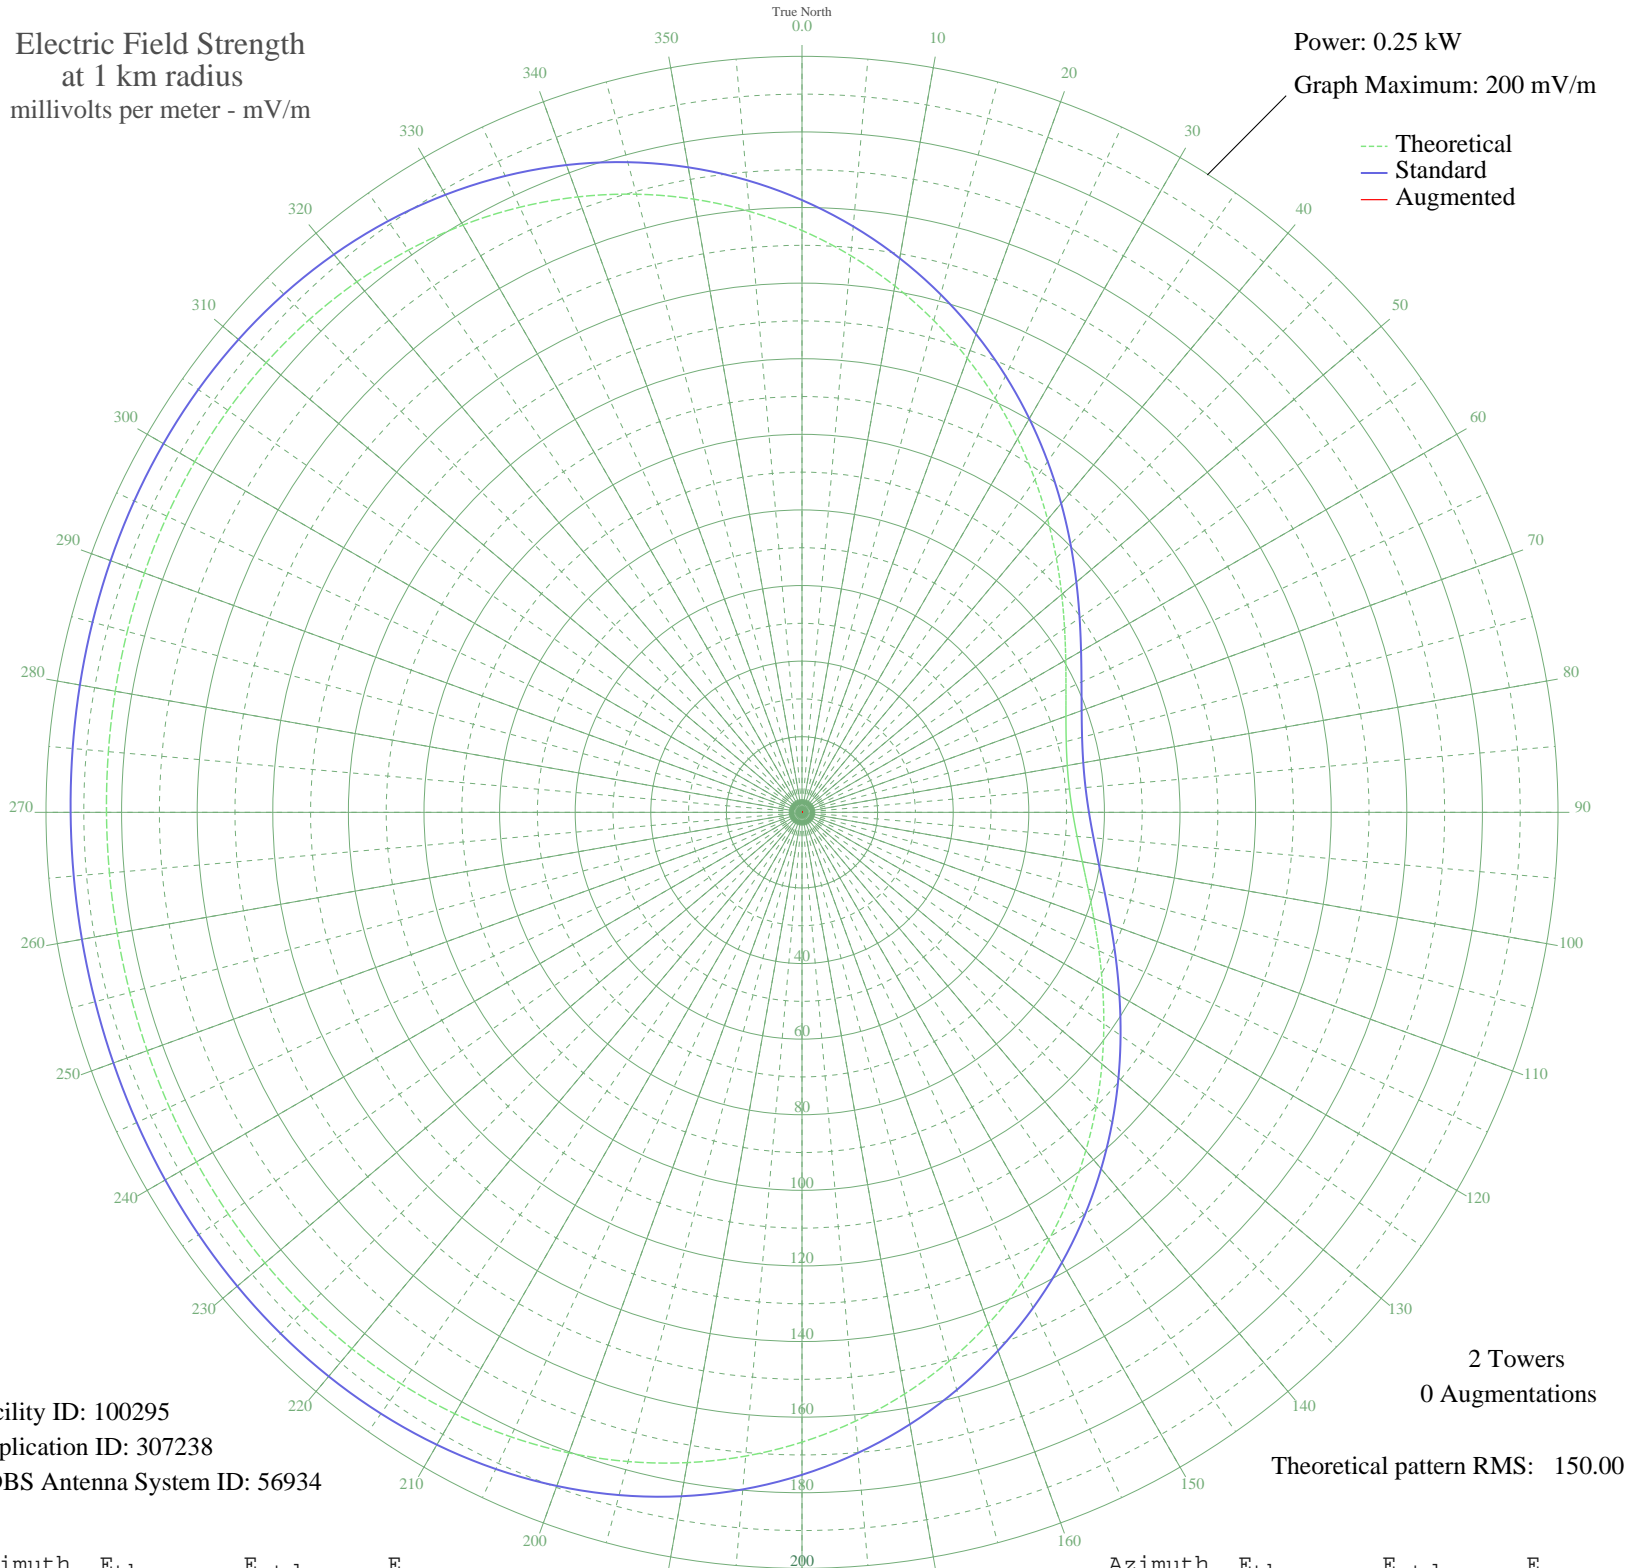 True North
0.0
Electric Field Strength
at 1 km radius
millivolts per meter - mV/m
Power: 0.25 kW
Graph Maximum: 200 mV/m
Theoretical
Standard
Augmented
10
20
30
40
50
60
70
80
90
100
110
120
130
140
150
160
200
210
220
230
240
250
260
270
280
290
300
310
320
330
340
350
40
60
80
100
120
140
160
180
200
2 Towers
0 Augmentations
Theoretical pattern RMS: 150.00
cility ID: 100295
plication ID: 307238
DBS Antenna System ID: 56934
imuth E E E
Azimuth E E E